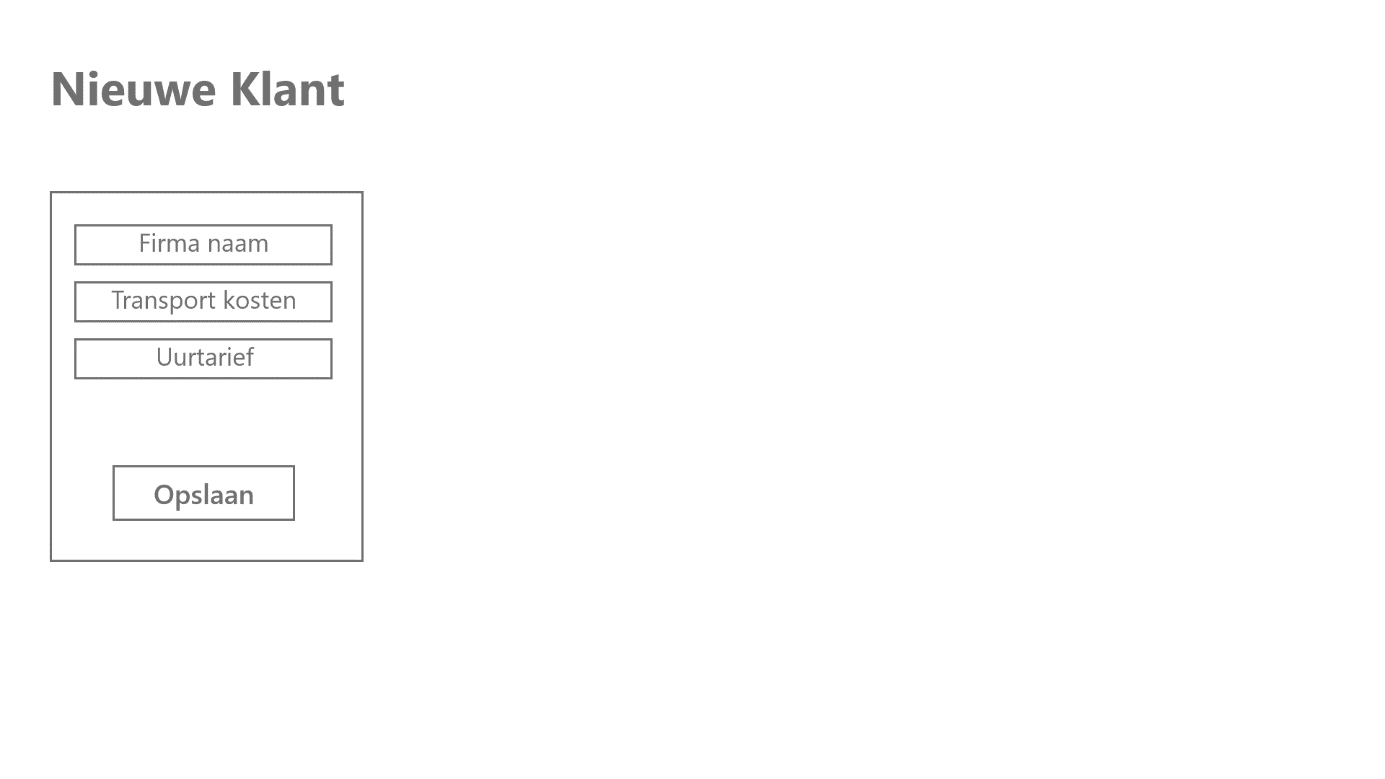 Nieuwe Klant
Firma naam
Transport kosten
Uurtarief
Opslaan